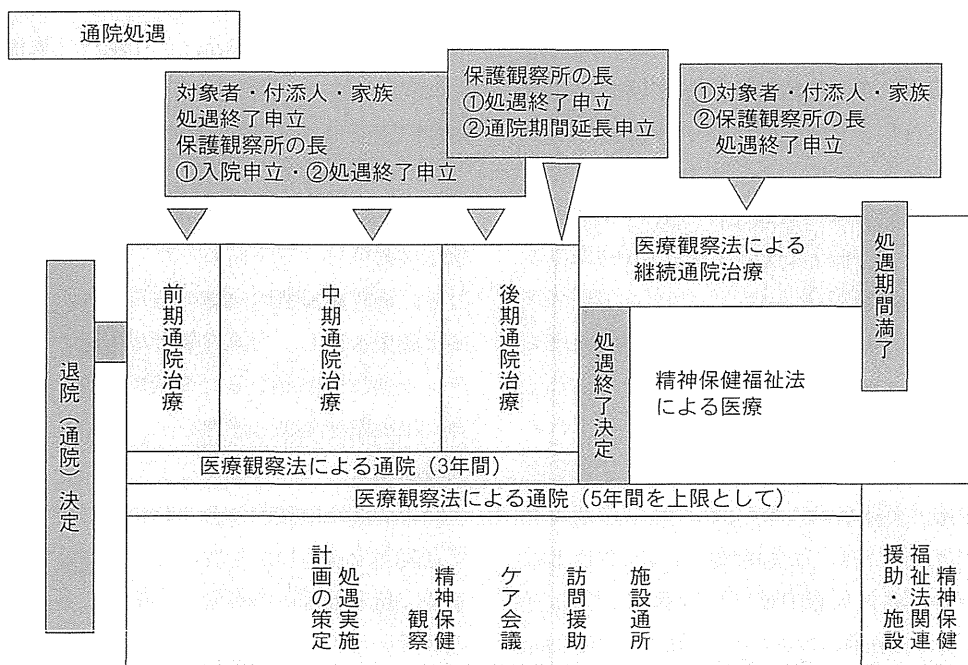 通院処遇
対象者・付添人・家族
処遇終了申立
保護観察所の長
①入院申立・②処遇終了申立
保護観察所の長
①処遇終了申立
②通院期間延長申立
①対象者・付添人・家族
②保護観察所の長
処遇終了申立
退院（通院）決定
前期通院治療
中期通院治療
後期通院治療
医療観察法による
継続通院治療
処遇終了決定
精神保健福祉法
による医療
処遇期間満了
医療観察法による通院（3年間）
医療観察法による通院（5年間を上限として）
処遇実施
計画の策定
精神保健
観察
ケア会議
訪問援助
施設通所
精神保健
福祉法関連
援助・施設